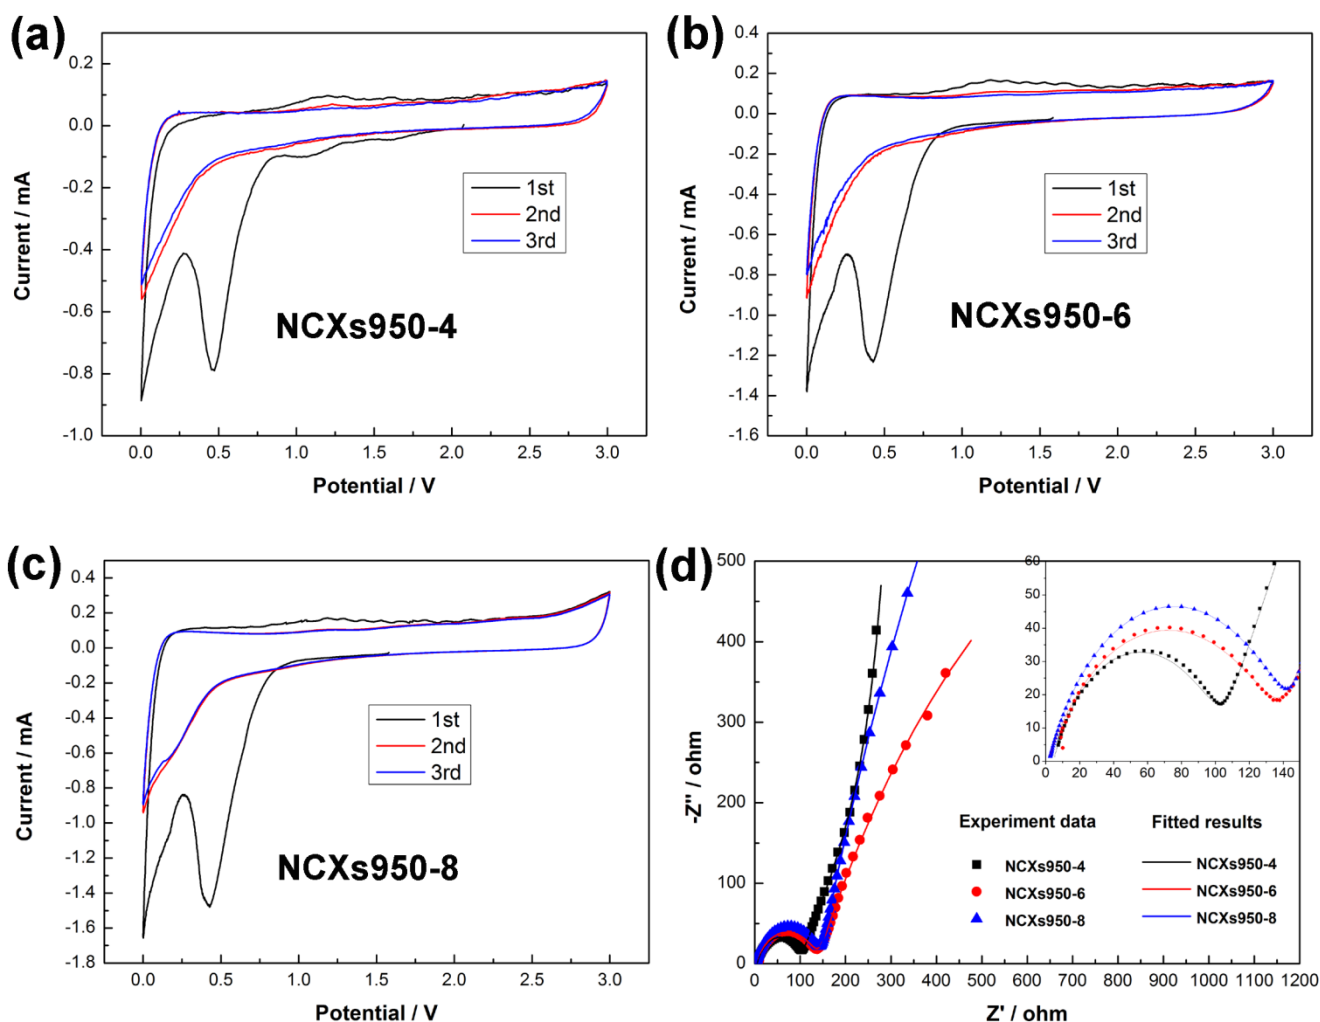 (a)
0.2
0.0
-0.2
-0.4
-0.6
-0.8
-1.0
Current / mA
1st
2nd
3rd
NCXs950-4
0.0 0.5 1.0 1.5 2.0 2.5 3.0
Potential / V
(b)
0.4
0.2
0.0
-0.2
-0.4
-0.6
-0.8
-1.0
-1.2
-1.4
-1.6
Current / mA
1st
2nd
3rd
NCXs950-6
0.0 0.5 1.0 1.5 2.0 2.5 3.0
Potential / V
(c)
0.4
0.2
0.0
-0.2
-0.4
-0.6
-0.8
-1.0
-1.2
-1.4
-1.6
-1.8
Current / mA
1st
2nd
3rd
NCXs950-8
0.0 0.5 1.0 1.5 2.0 2.5 3.0
Potential / V
(d)
500
400
300
200
100
0
-Z'' / ohm
60
50
40
30
20
10
0
0 20 40 60 80 100 120 140
Experiment data Fitted results
NCXs950-4 NCXs950-4
NCXs950-6 NCXs950-6
NCXs950-8 NCXs950-8
0 100 200 300 400 500 600 700 800 900 1000 1100 1200
Z' / ohm